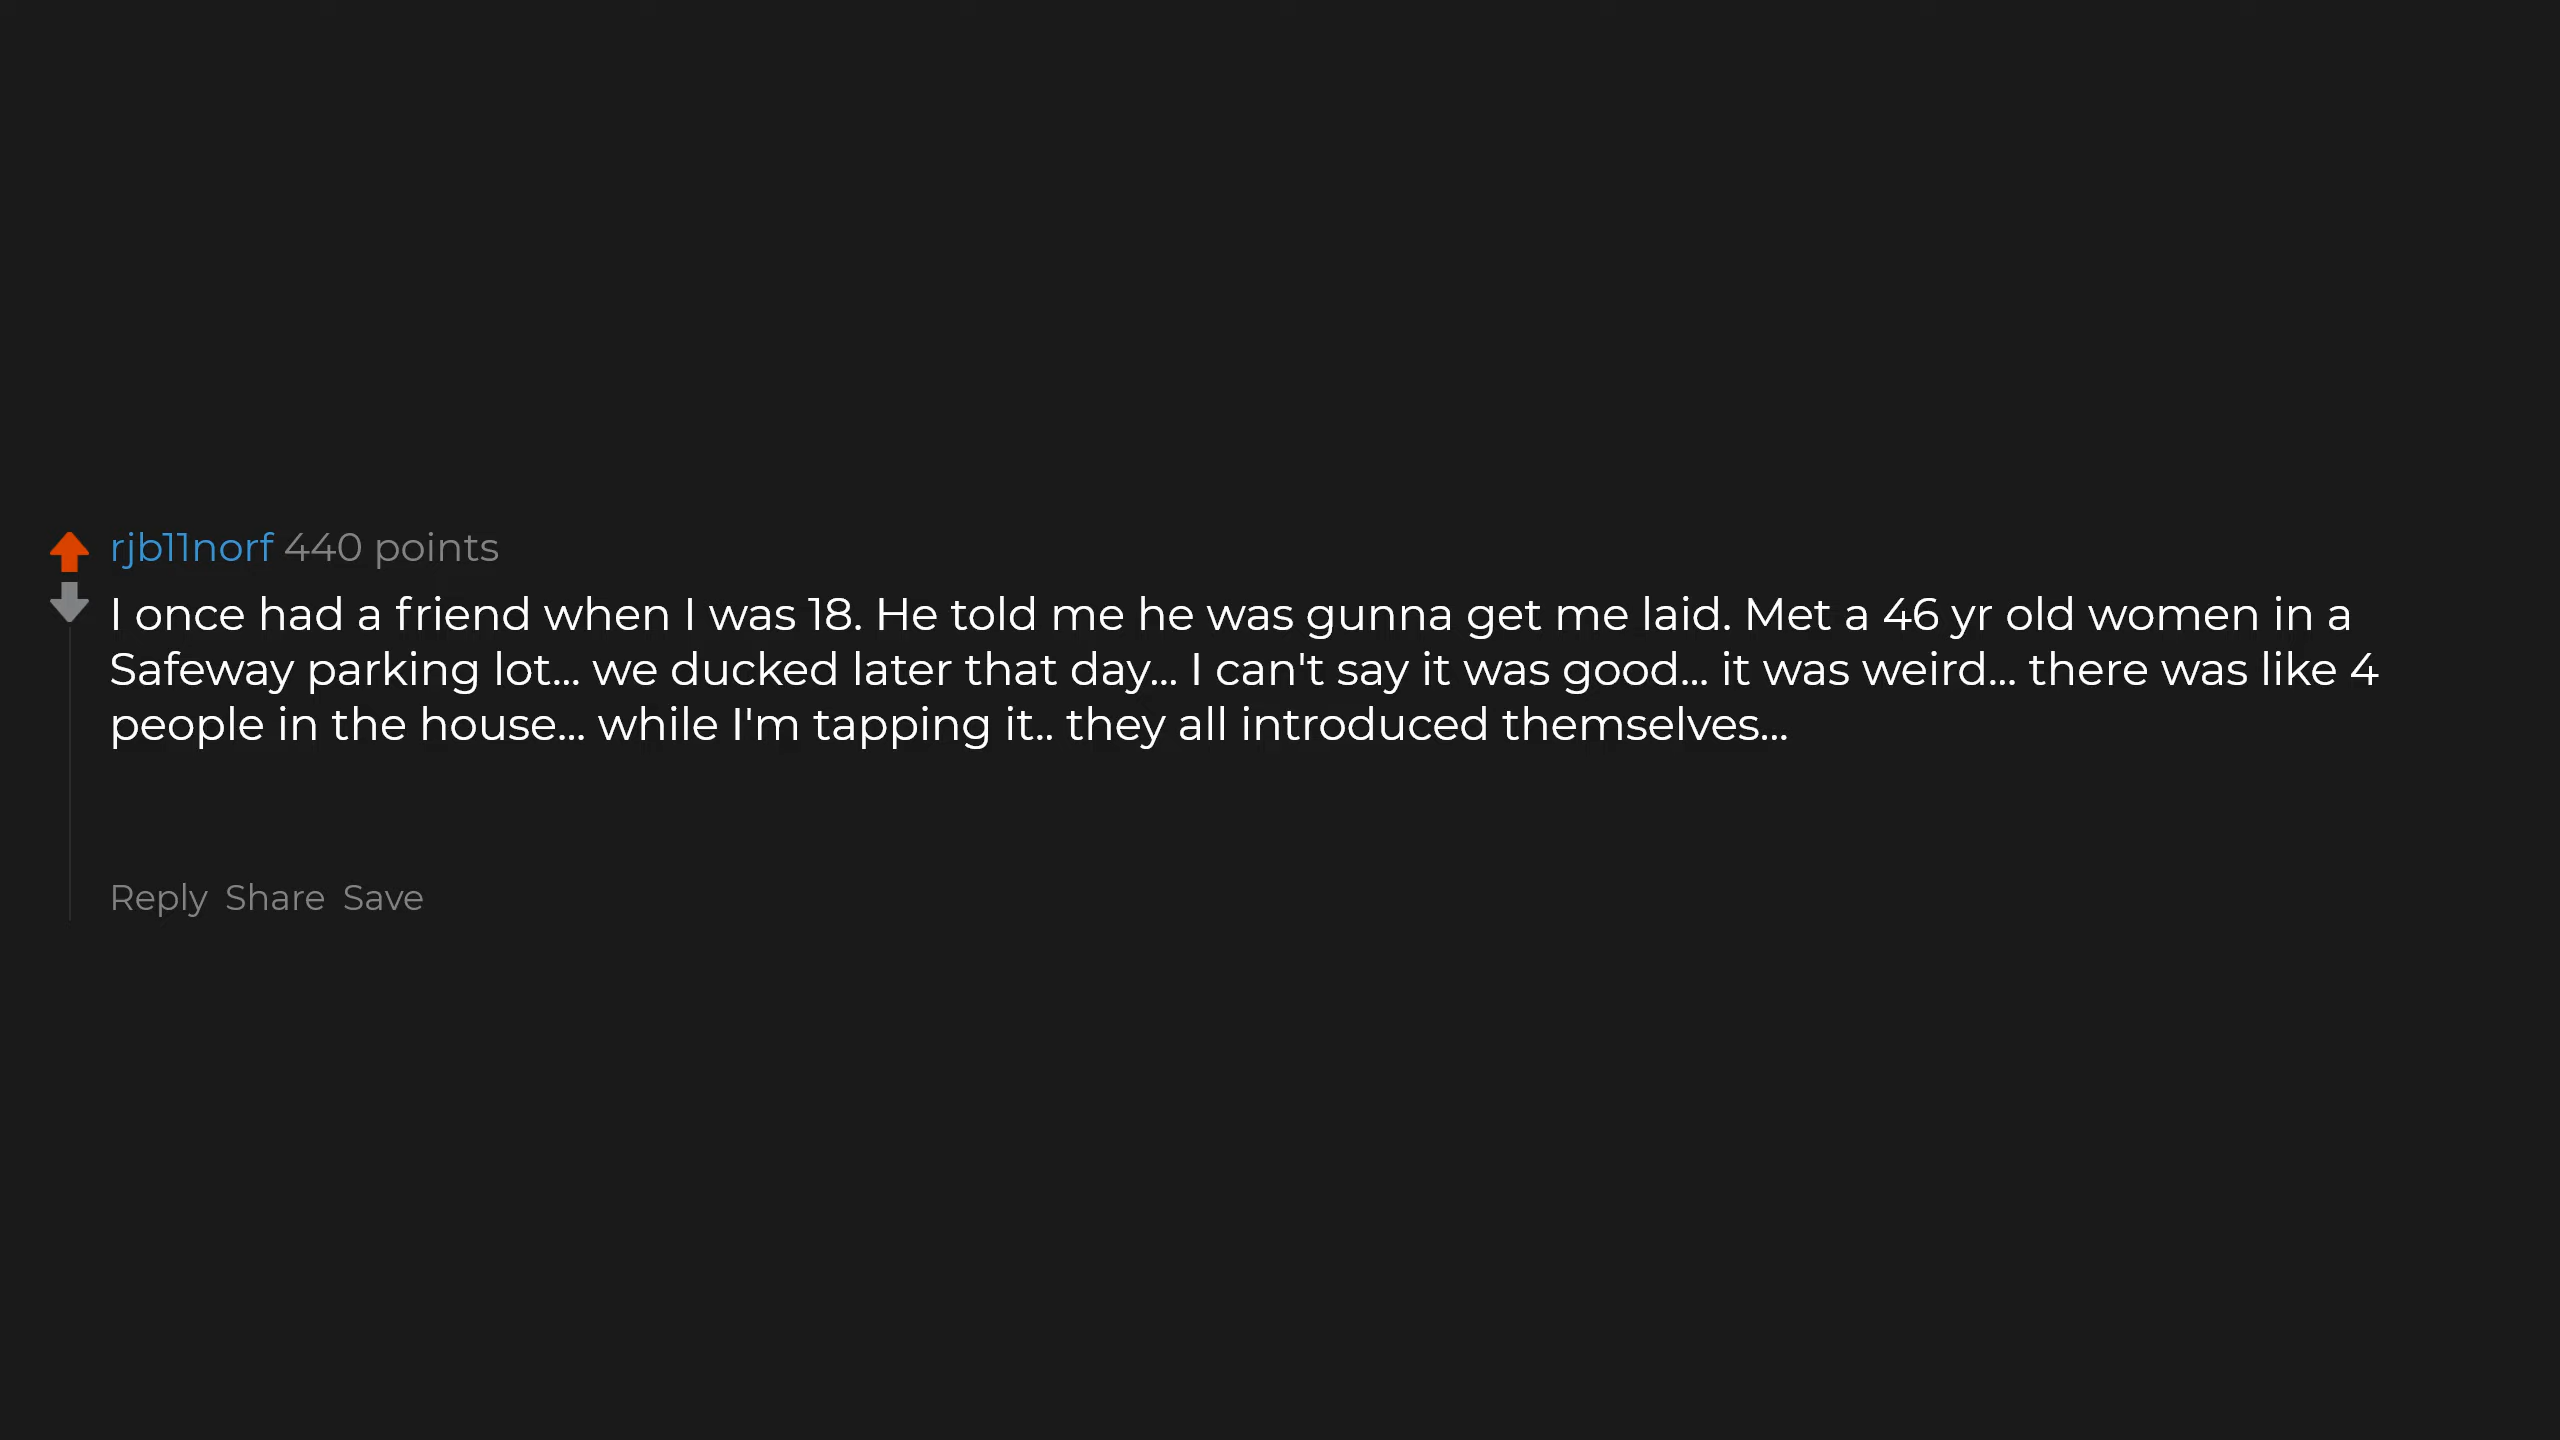 rjb11norf 440 points
I once had a friend when I was 18. He told me he was gunna get me laid. Met a 46 yr old women in a
Safeway parking lot... we ducked later that day... I can't say it was good... it was weird... there was like 4
people in the house... while I'm tapping it.. they all introduced themselves...
Reply Share Save